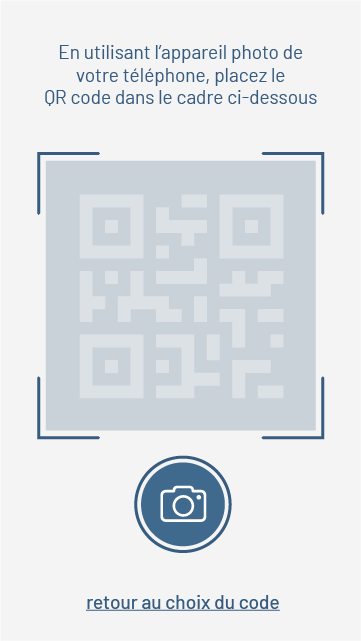 En utilisant l’appareil photo de
votre téléphone, placez le
QR code dans le cadre ci-dessous
retour au choix du code